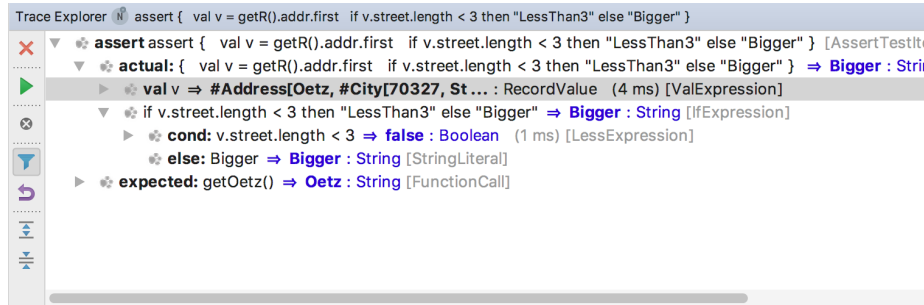 Trace Explorer N assert { val v = getR().addr.first if v.street.length < 3 then "LessThan3" else "Bigger" }
assert assert { val v = getR().addr.first if v.street.length < 3 then "LessThan3" else "Bigger" } [AssertTestIte
actual: { val v = getR().addr.first if v.street.length < 3 then "LessThan3" else "Bigger" } ⇒ Bigger : Strin
val v ⇒ #Address[Oetz, #City[70327, St ... : RecordValue (4 ms) [ValExpression]
if v.street.length < 3 then "LessThan3" else "Bigger" ⇒ Bigger : String [IfExpression]
cond: v.street.length < 3 ⇒ false : Boolean (1 ms) [LessExpression]
else: Bigger ⇒ Bigger : String [StringLiteral]
expected: getOetz() ⇒ Oetz : String [FunctionCall]